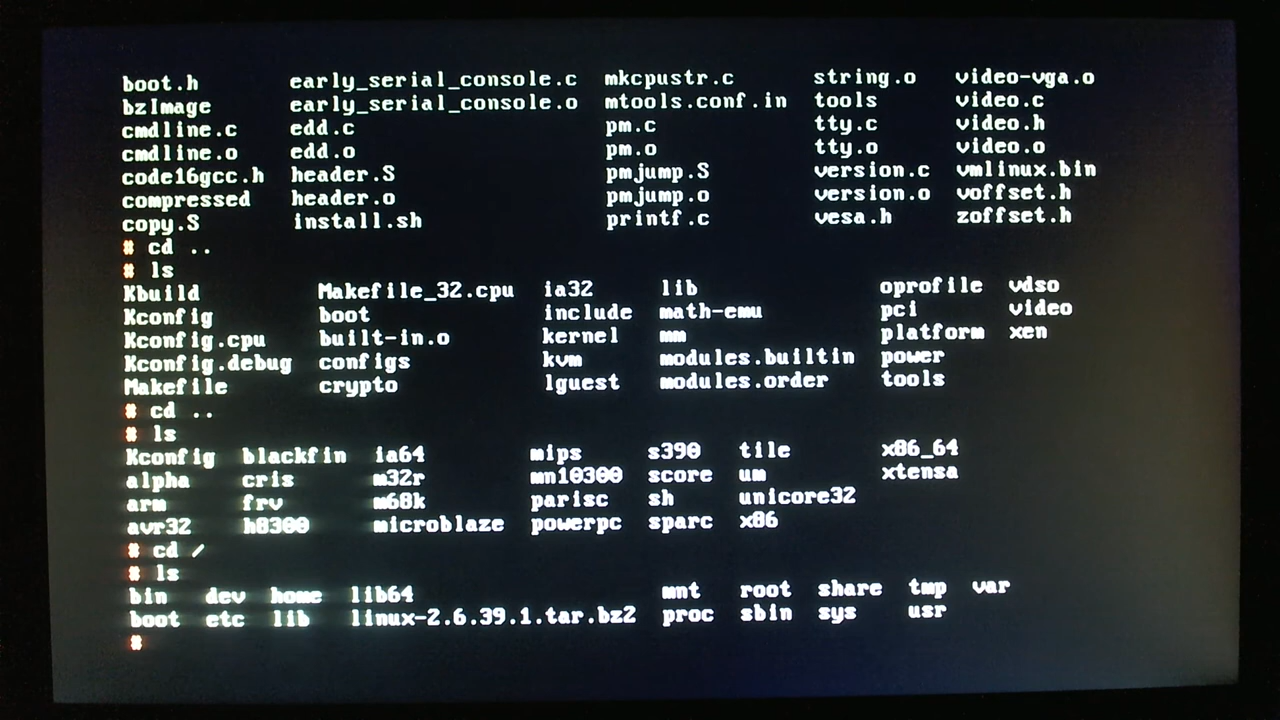 boot.h early_serial_console.c mkcpustr.c string.o video-vga.o
bzImage early_serial_console.o mtools.conf.in tools video.c
cmdline.c edd.c pm.c tty.c video.h
cmdline.o edd.o pm.o tty.o video.o
code16gcc.h header.S pmjump.S version.c vmlinux.bin
compressed header.o pmjump.o version.o voffset.h
copy.S install.sh printf.c vesa.h zoffset.h
# cd ..
# ls
Kbuild Makefile_32.cpu ia32 lib oprofile vdso
Kconfig boot include math-emu pci video
Kconfig.cpu built-in.o kernel mm platform xen
Kconfig.debug configs kvm modules.builtin power
Makefile crypto lguest modules.order tools
# cd ..
# ls
Kconfig blackfin ia64 mips s390 tile x86_64
alpha cris m32r mn10300 score um xtensa
arm frv m68k parisc sh unicore32
avr32 h8300 microblaze powerpc sparc x86
# cd /
# ls
bin dev home lib64 mnt root share tmp var
boot etc lib linux-2.6.39.1.tar.bz2 proc sbin sys usr
#